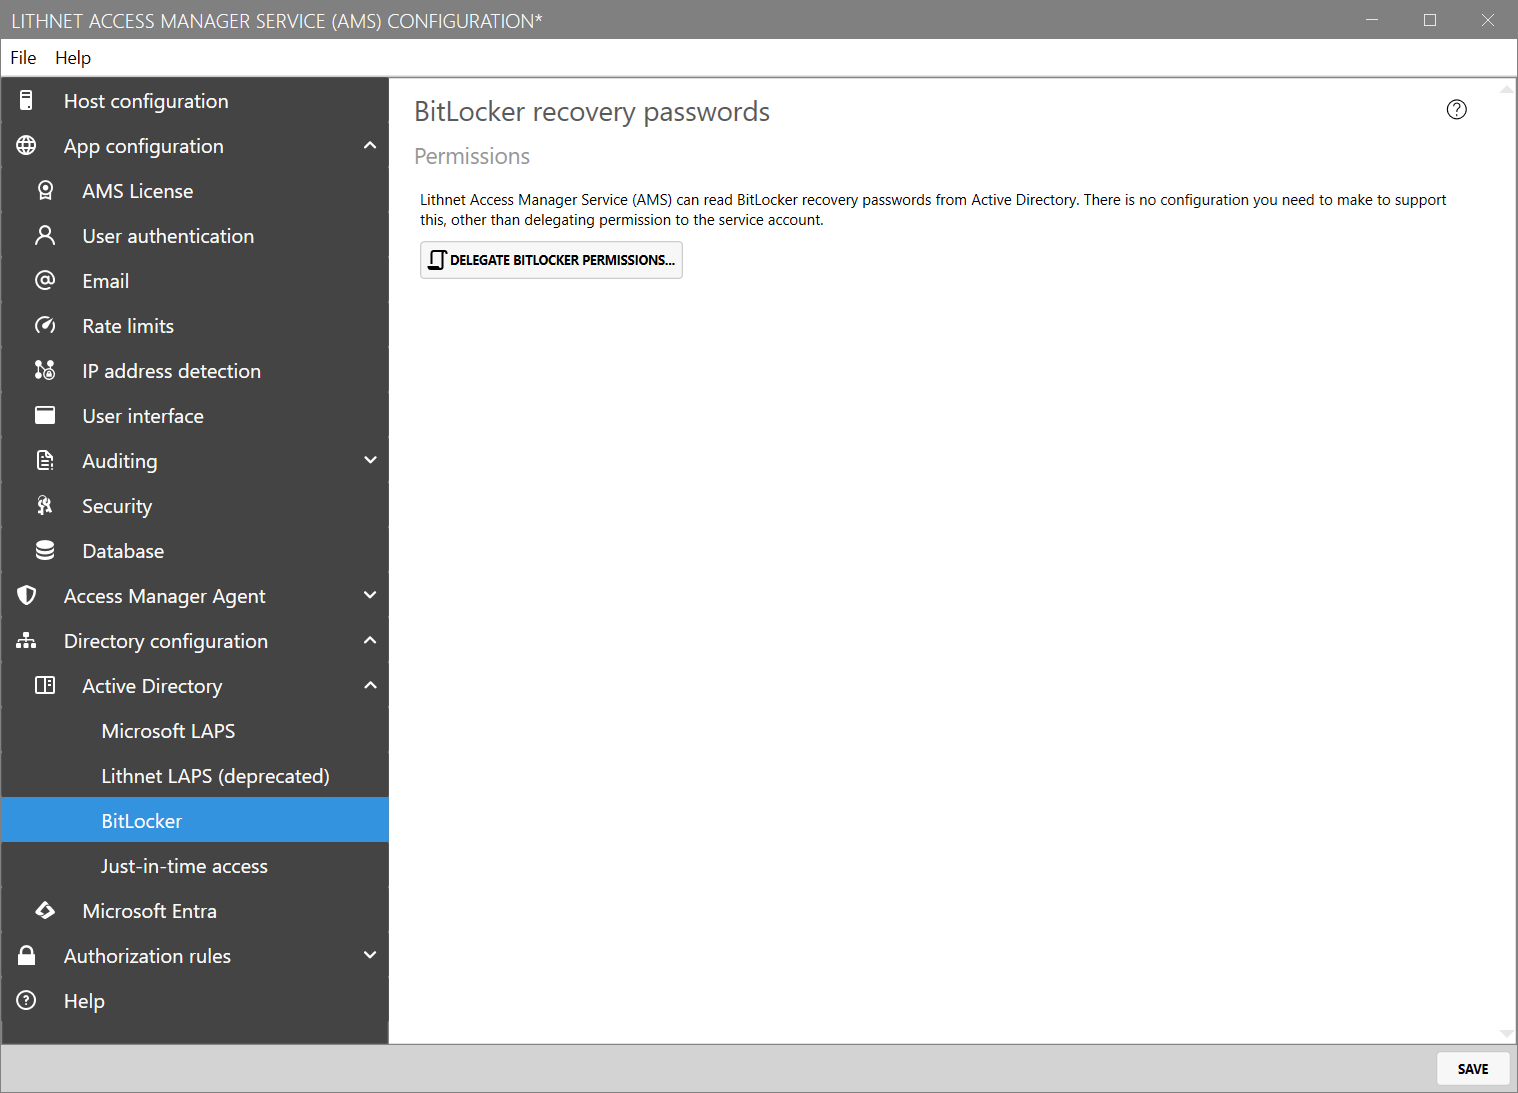 LITHNET ACCESS MANAGER SERVICE (AMS) CONFIGURATION*
File Help
Host configuration
App configuration
AMS License
User authentication
Email
Rate limits
IP address detection
User interface
Auditing
Security
Database
Access Manager Agent
Directory configuration
Active Directory
Microsoft LAPS
Lithnet LAPS (deprecated)
BitLocker
Just-in-time access
Microsoft Entra
Authorization rules
Help
BitLocker recovery passwords
Permissions
Lithnet Access Manager Service (AMS) can read BitLocker recovery passwords from Active Directory. There is no configuration you need to make to support
this, other than delegating permission to the service account.
DELEGATE BITLOCKER PERMISSIONS...
SAVE